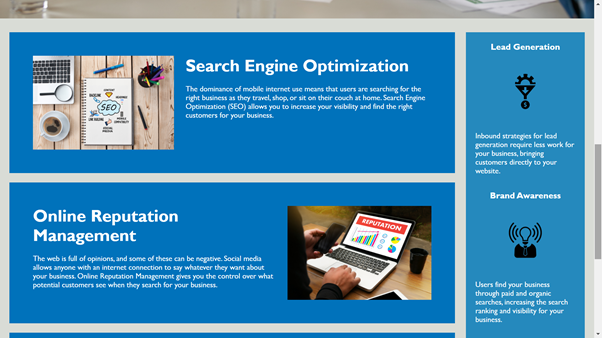 Search Engine Optimization
The dominance of mobile internet use means that users are searching for the
right business as they travel, shop, or sit on their couch at home. Search Engine
Optimization (SEO) allows you to increase your visibility and find the right
customers for your business.
SEO
Online Reputation
Management
The web is full of opinions, and some of these can be negative. Social media
allows anyone with an internet connection to say whatever they want about
your business. Online Reputation Management gives you the control over what
potential customers see when they search for your business.
REPUTATION
Lead Generation
Inbound strategies for lead
generation require less work for
your business, bringing
customers directly to your
website.
Brand Awareness
Users find your business
through paid and organic
searches, increasing the search
ranking and visibility for your
business.